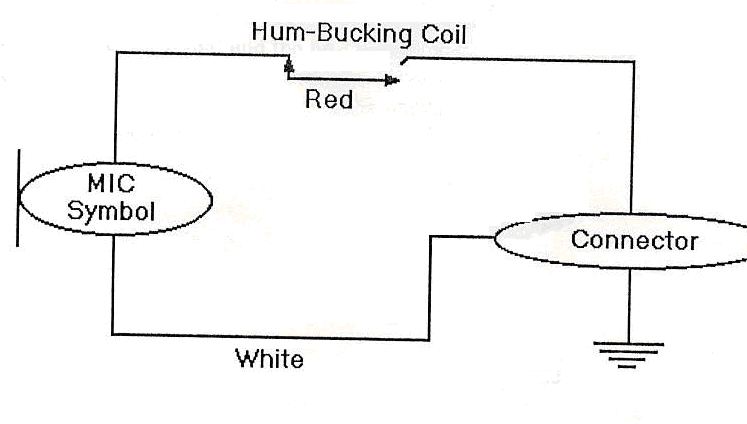 Hum-Bucking Coil
Red
MIC
Symbol
Connector
White